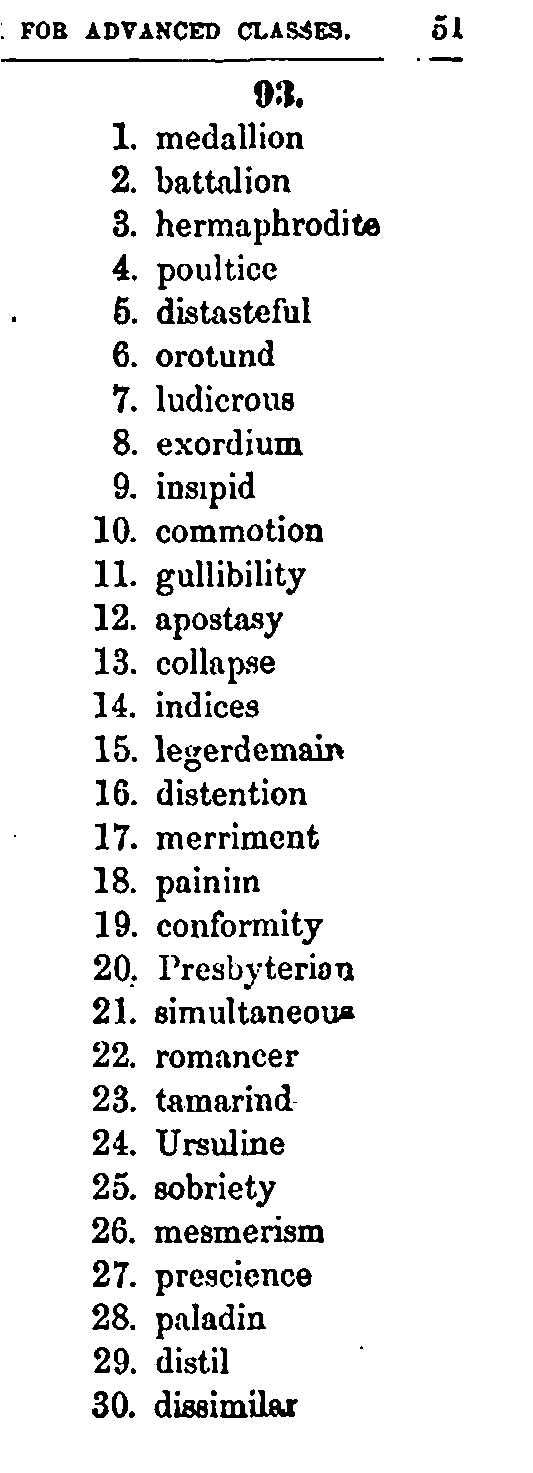 FOR ADVANCED CLASSES. 51
93.
1. medallion
2. battalion
3. hermaphrodite
4. poultice
5. distasteful
6. orotund
7. ludicrous
8. exordium
9. insipid
10. commotion
11. gullibility
12. apostasy
13. collapse
14. indices
15. legerdemain
16. distention
17. merriment
18. painim
19. conformity
20. Presbyterian
21. simultaneous
22. romancer
23. tamarind
24. Ursuline
25. sobriety
26. mesmerism
27. prescience
28. paladin
29. distil
30. dissimilar